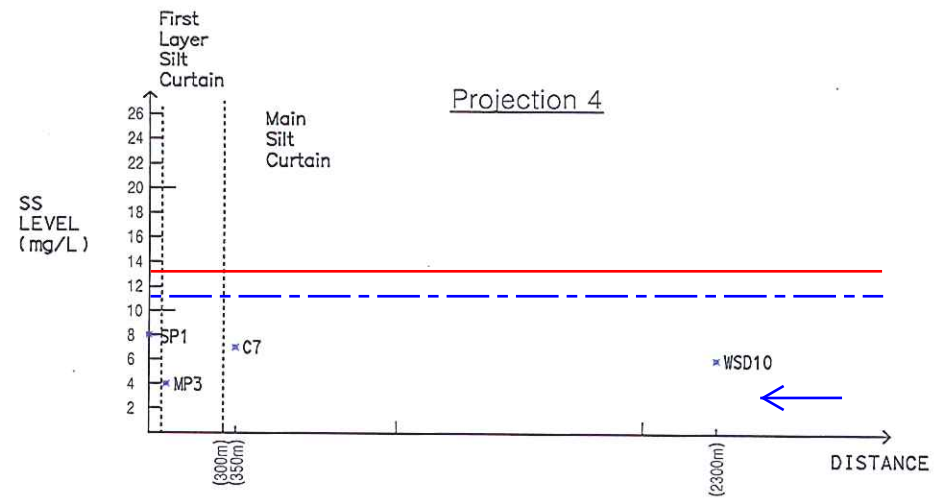 First
Layer
Silt
Curtain
Projection 4
Main
Silt
Curtain
SS
LEVEL
(mg/L)
26
24
22
20
18
16
14
12
10
8
6
4
2
SP1
MP3
C7
WSD10
(300m)
(350m)
(2300m)
DISTANCE